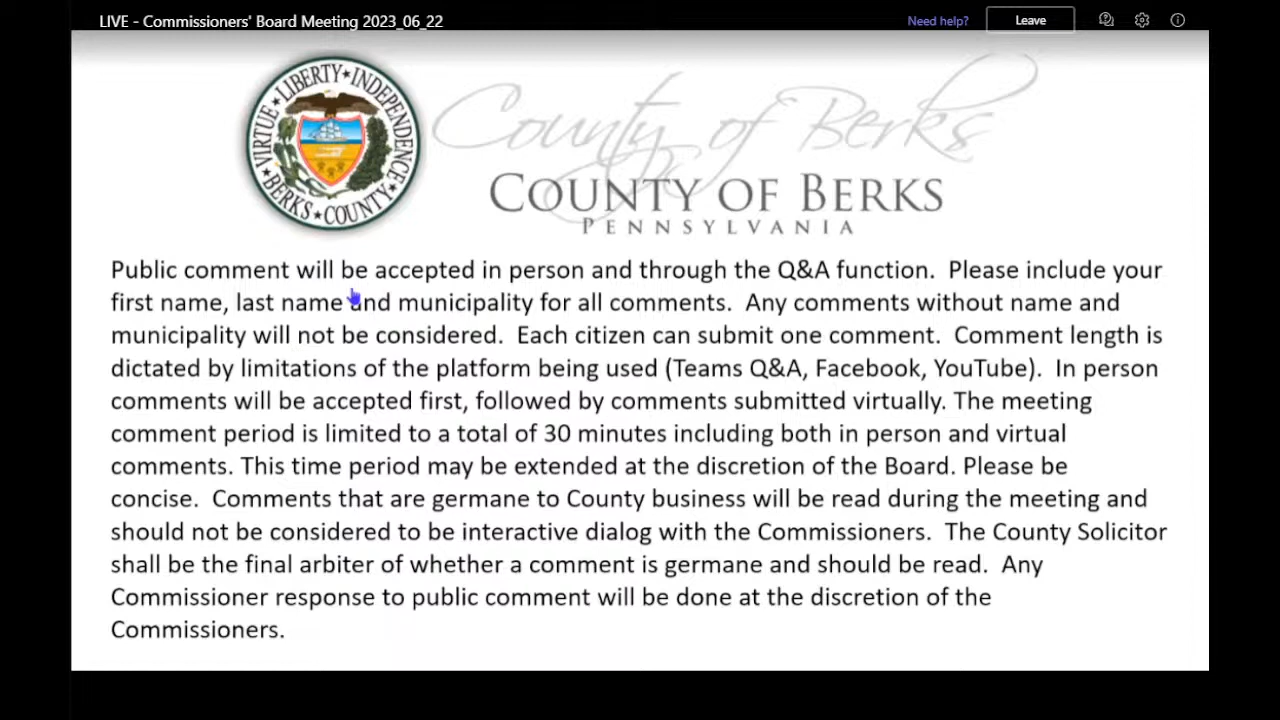 LIVE - Commissioners' Board Meeting 2023_06_22
Need help?
Leave
VIRTUE ★ LIBERTY ★ INDEPENDENCE
BERKS ★ COUNTY
County of Berks
COUNTY OF BERKS
PENNSYLVANIA
Public comment will be accepted in person and through the Q&A function.  Please include your
first name, last name and municipality for all comments.  Any comments without name and
municipality will not be considered.  Each citizen can submit one comment.  Comment length is
dictated by limitations of the platform being used (Teams Q&A, Facebook, YouTube).  In person
comments will be accepted first, followed by comments submitted virtually. The meeting
comment period is limited to a total of 30 minutes including both in person and virtual
comments. This time period may be extended at the discretion of the Board. Please be
concise.  Comments that are germane to County business will be read during the meeting and
should not be considered to be interactive dialog with the Commissioners.  The County Solicitor
shall be the final arbiter of whether a comment is germane and should be read.  Any
Commissioner response to public comment will be done at the discretion of the
Commissioners.